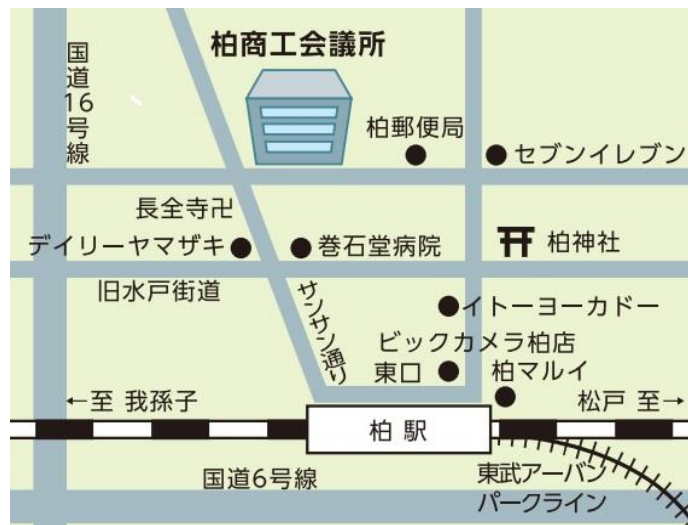 柏商工会議所
国道16号線
柏郵便局
セブンイレブン
長全寺卍
デイリーヤマザキ
巻石堂病院
柏神社
旧水戸街道
サンサン通り
イトーヨーカドー
ビックカメラ柏店
東口
柏マルイ
←至 我孫子
松戸 至→
柏 駅
国道6号線
東武アーバン
パークライン